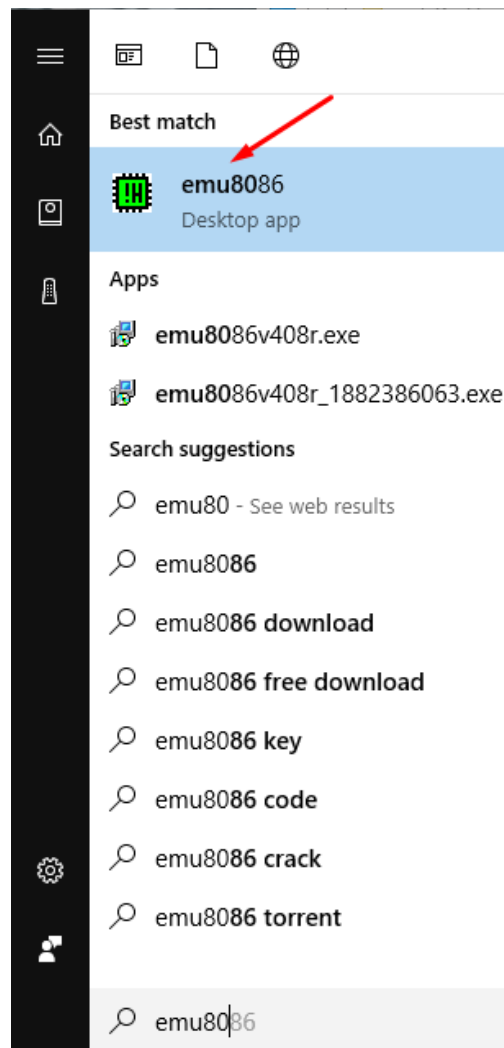 Best match
emu8086
Desktop app
Apps
emu8086v408r.exe
emu8086v408r_1882386063.exe
Search suggestions
emu80 - See web results
emu8086
emu8086 download
emu8086 free download
emu8086 key
emu8086 code
emu8086 crack
emu8086 torrent
emu8086